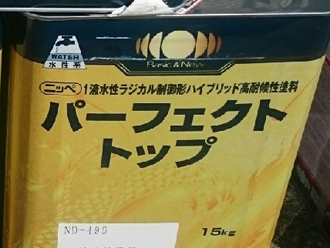 WATER
水性系
Basic & New
ニッペ 1液水性ラジカル制御形ハイブリッド高耐候性塗料
パーフェクト
トップ
15kg
ND-490